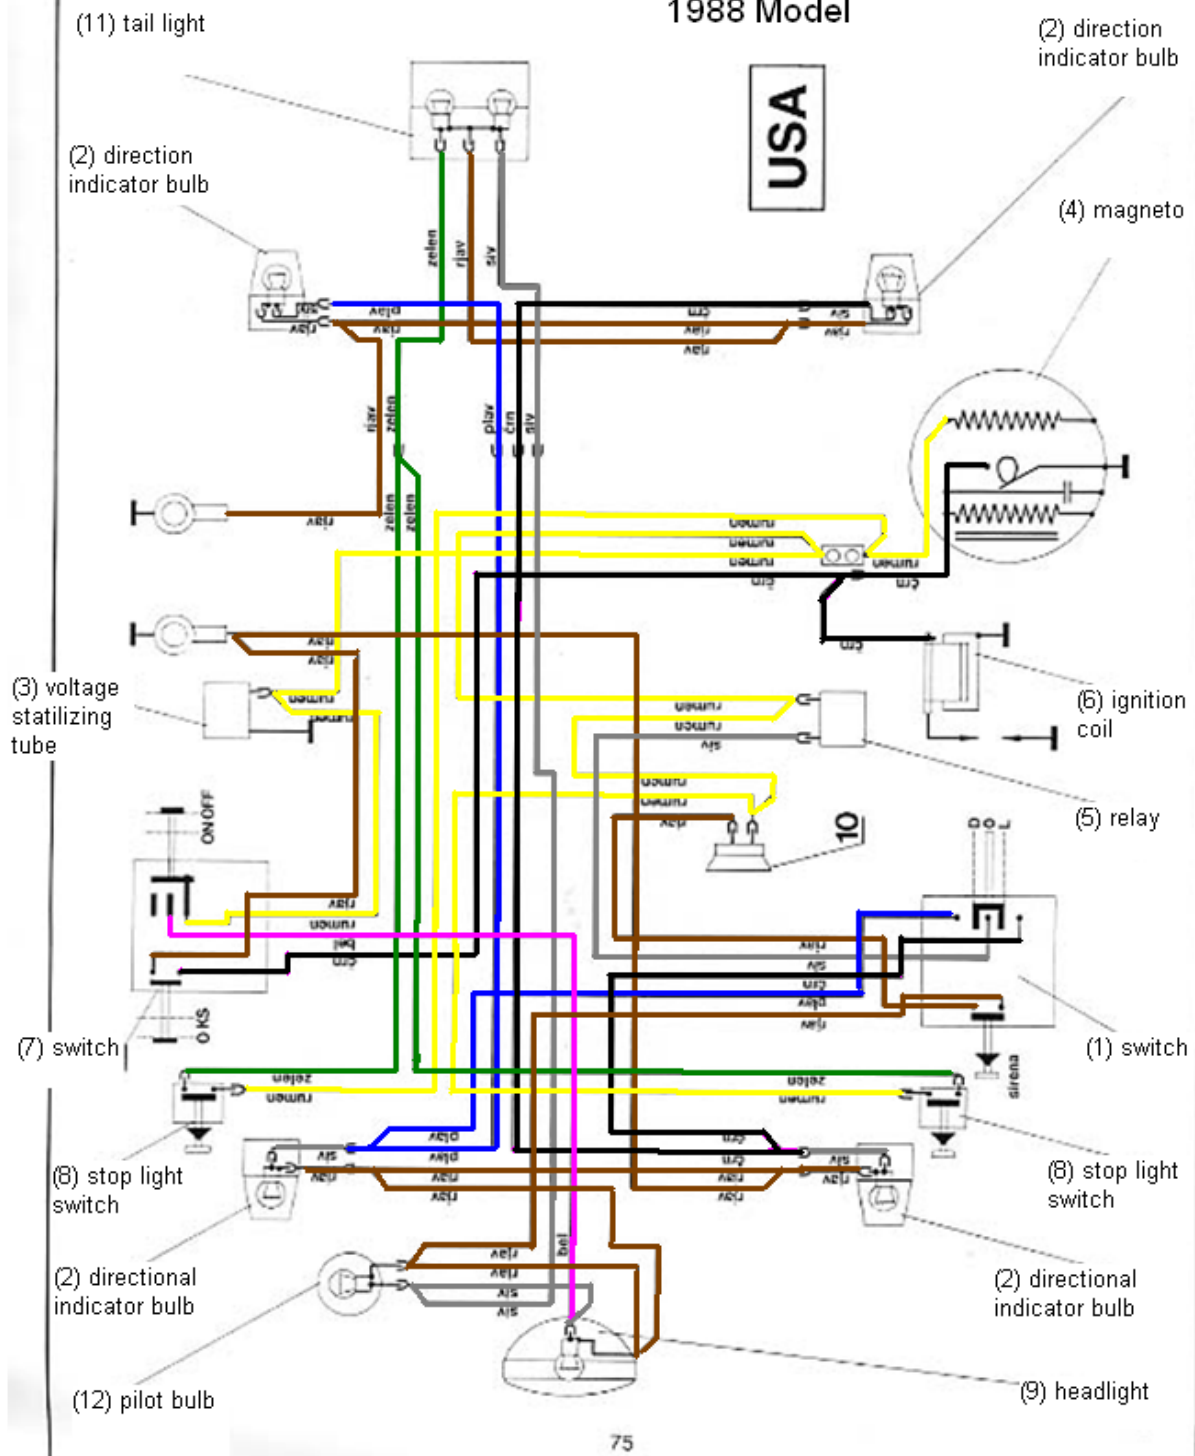 (11) tail light
1988 Model
(2) direction
indicator bulb
USA
(2) direction
indicator bulb
(4) magneto
zelen
rjav
siv
siv
plav
črn
siv
rjav
rjav
rjav
rjav
rjav
rjav
zelen
plav
črn
siv
zelen
zelen
rjav
rumen
rumen
rumen
rumen
črn
črn
rjav
rjav
črn
(3) voltage
statilizing
tube
rumen
rumen
rumen
rumen
siv
(6) ignition
coil
rumen
rumen
rjav
10
(5) relay
ON OFF
D O L
rjav
rumen
bel
črn
rjav
siv
črn
plav
rjav
O KS
(7) switch
(1) switch
sirena
zelen
rumen
zelen
rumen
plav
plav
siv
črn
črn
siv
(8) stop light
switch
rjav
rjav
rjav
rjav
rjav
rjav
(8) stop light
switch
bel
rjav
rjav
siv
siv
(2) directional
indicator bulb
(2) directional
indicator bulb
(12) pilot bulb
(9) headlight
75